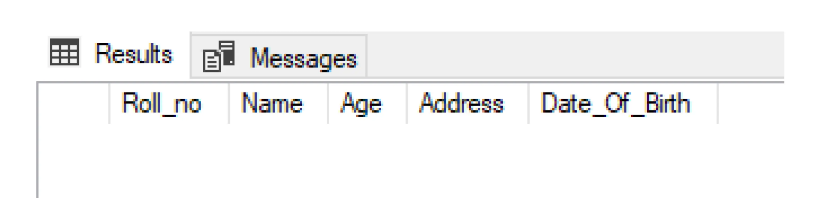 Results Messages
Roll_no Name Age Address Date_Of_Birth